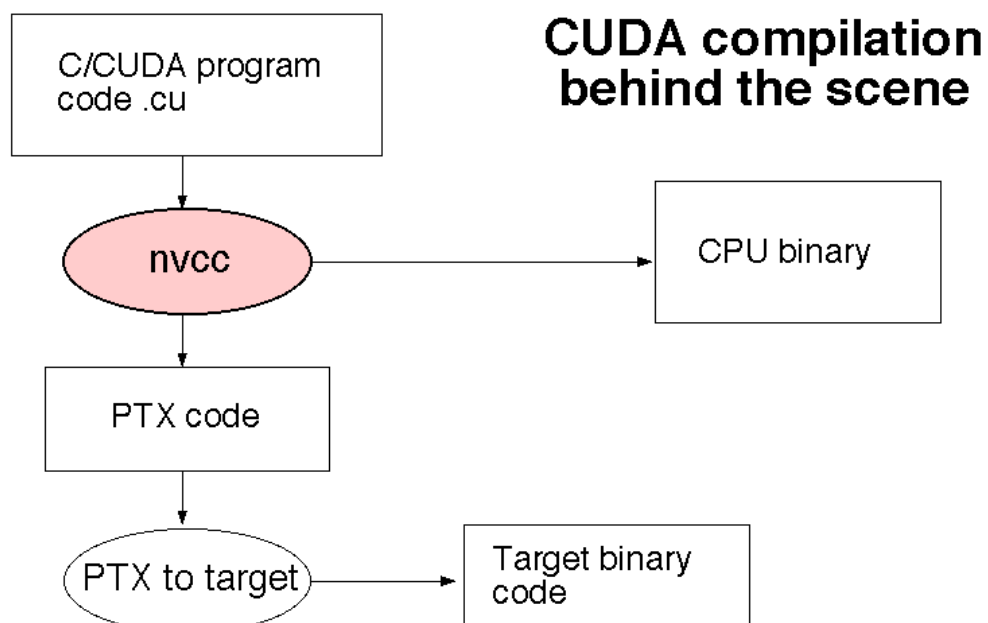 CUDA compilation
behind the scene
C/CUDA program
code .cu
nvcc
CPU binary
PTX code
PTX to target
Target binary
code